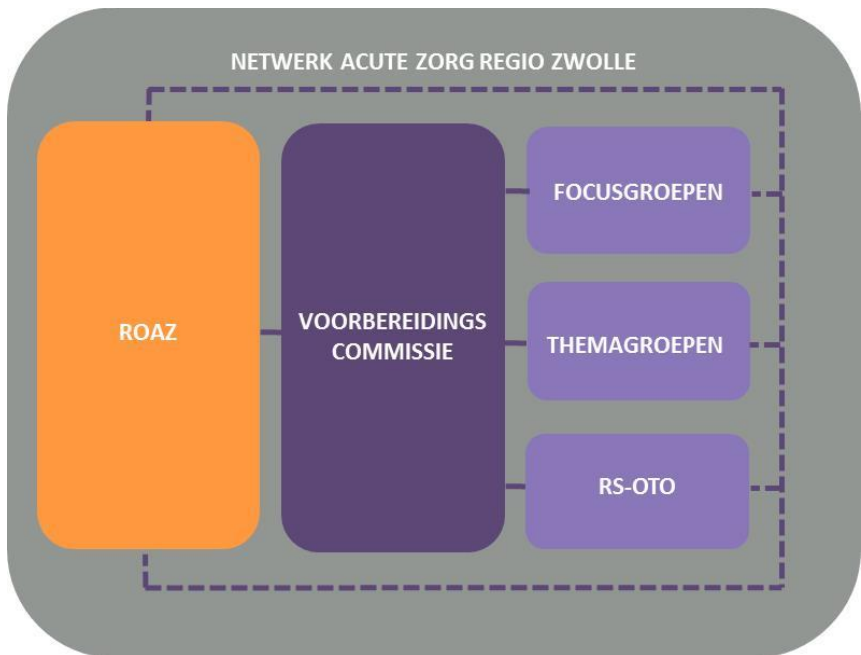 NETWERK ACUTE ZORG REGIO ZWOLLE
ROAZ
VOORBEREIDINGS
COMMISSIE
FOCUSGROEPEN
THEMAGROEPEN
RS-OTO